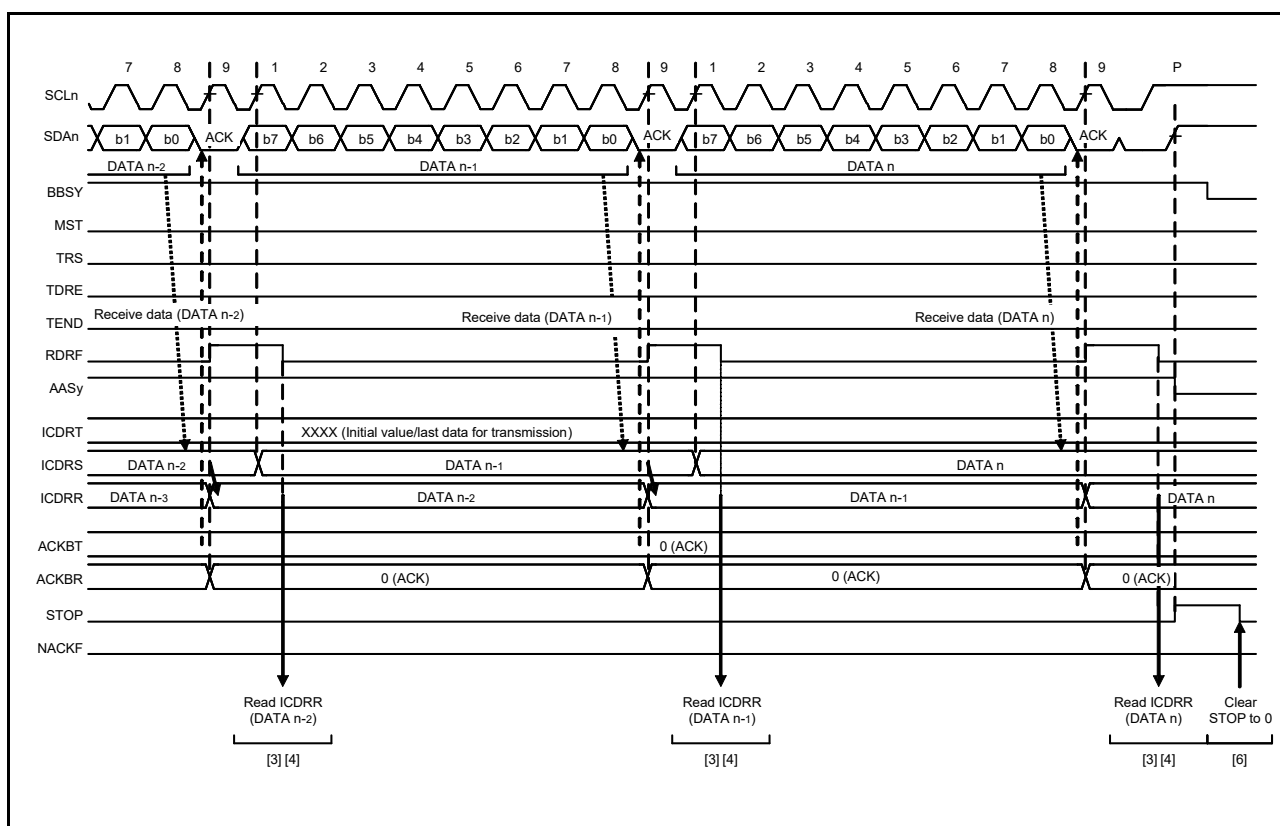 7 8 9 1 2 3 4 5 6 7 8 9 1 2 3 4 5 6 7 8 9 P
SCLn
SDAn b1 b0 ACK b7 b6 b5 b4 b3 b2 b1 b0 ACK b7 b6 b5 b4 b3 b2 b1 b0 ACK
DATA n-2 DATA n-1 DATA n
BBSY
MST
TRS
TDRE
Receive data (DATA n-2) Receive data (DATA n-1) Receive data (DATA n)
TEND
RDRF
AASy
ICDRT XXXX (Initial value/last data for transmission)
ICDRS DATA n-2 DATA n-1 DATA n
ICDRR DATA n-3 DATA n-2 DATA n-1 DATA n
ACKBT 0 (ACK)
ACKBR 0 (ACK) 0 (ACK) 0 (ACK)
STOP
NACKF
Read ICDRR Read ICDRR Read ICDRR Clear
(DATA n-2) (DATA n-1) (DATA n) STOP to 0
[3] [4] [3] [4] [3] [4] [6]